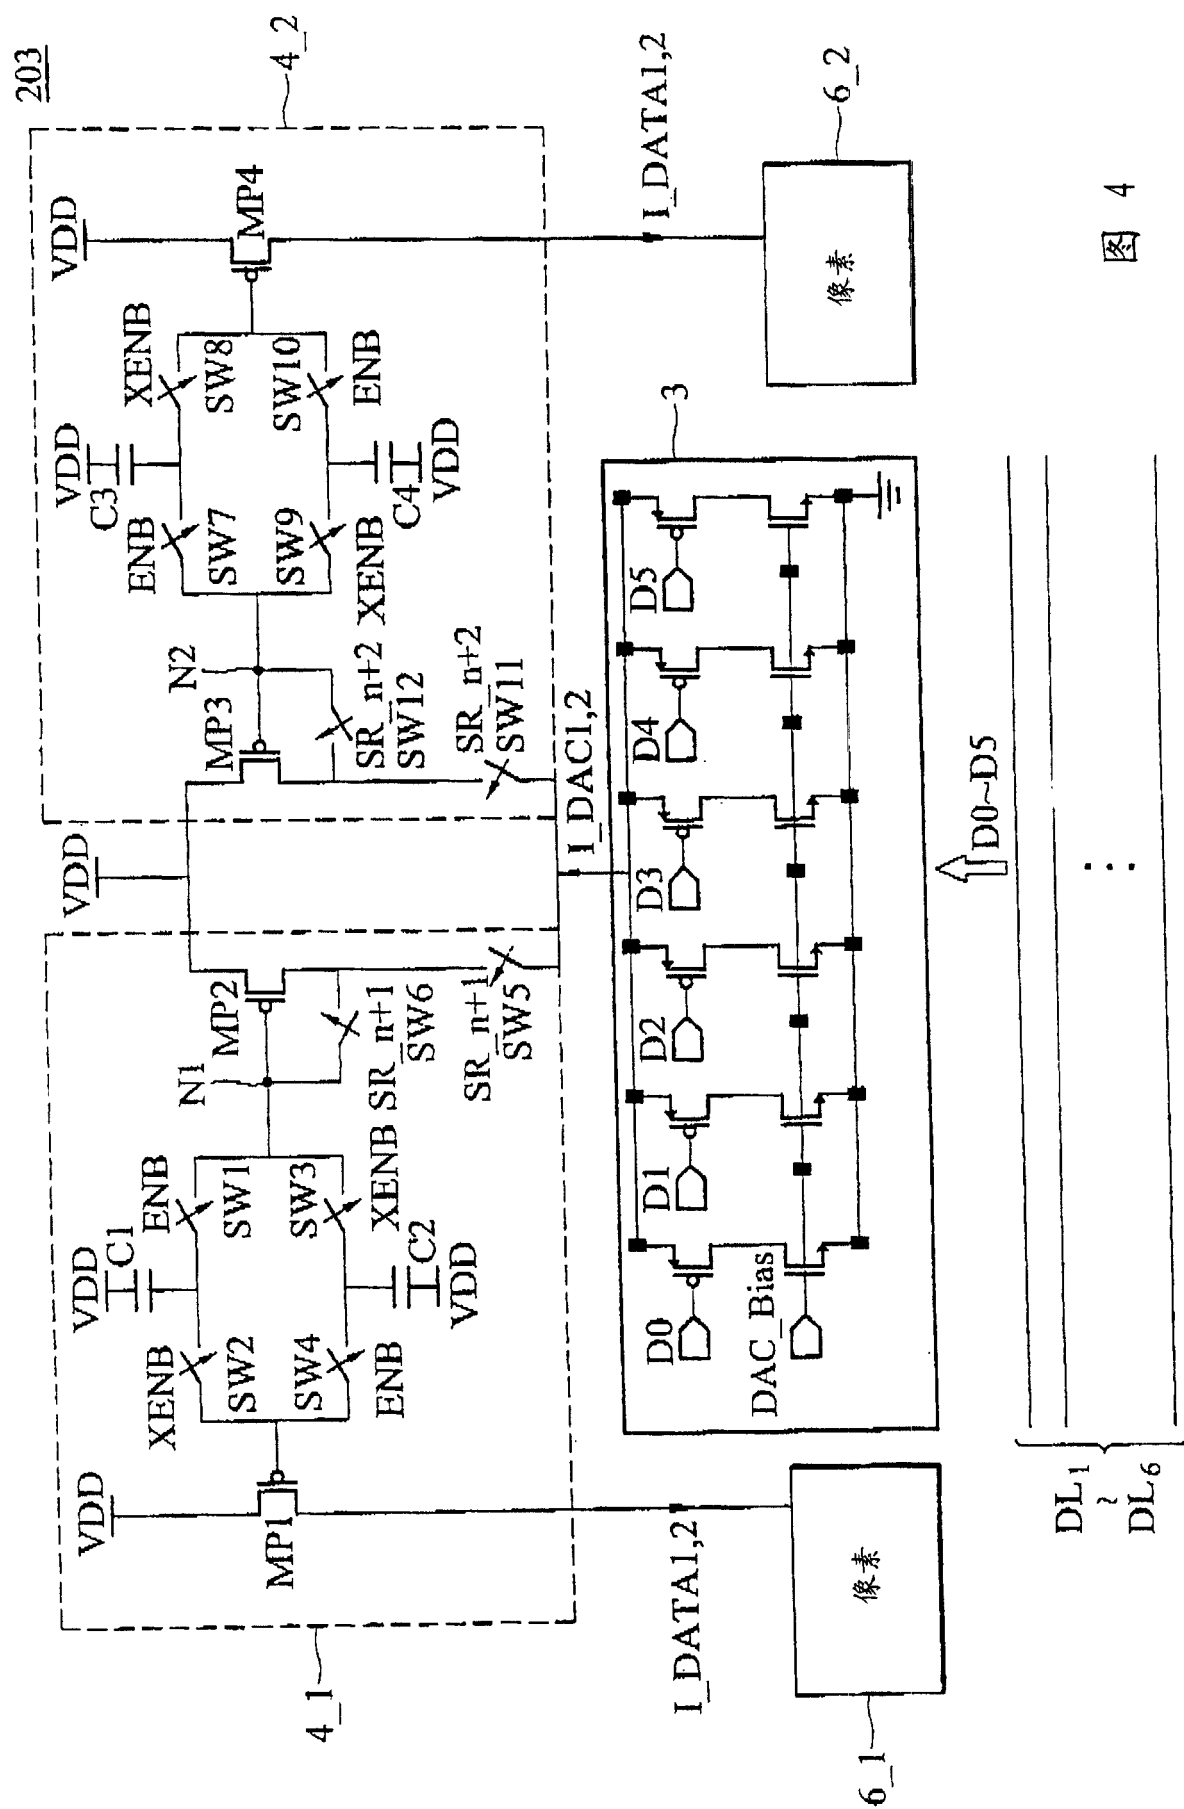 203
4_1
4_2
VDD
VDD
VDD
VDD
VDD
MP1
XENB
SW2
C1
ENB
SW1
SW4
ENB
C2
VDD
SW3
XENB
N1
MP2
SR_n+1
SW6
SR_n+1
SW5
MP3
N2
SR_n+2
SW12
SR_n+2
SW11
ENB
SW7
C3
XENB
SW8
SW9
XENB
C4
VDD
SW10
ENB
MP4
I_DATA1,2
I_DAC1,2
I_DATA1,2
像素
6_1
像素
6_2
3
D0
D1
D2
D3
D4
D5
DAC_Bias
D0~D5
DL1
~
DL6
图 4